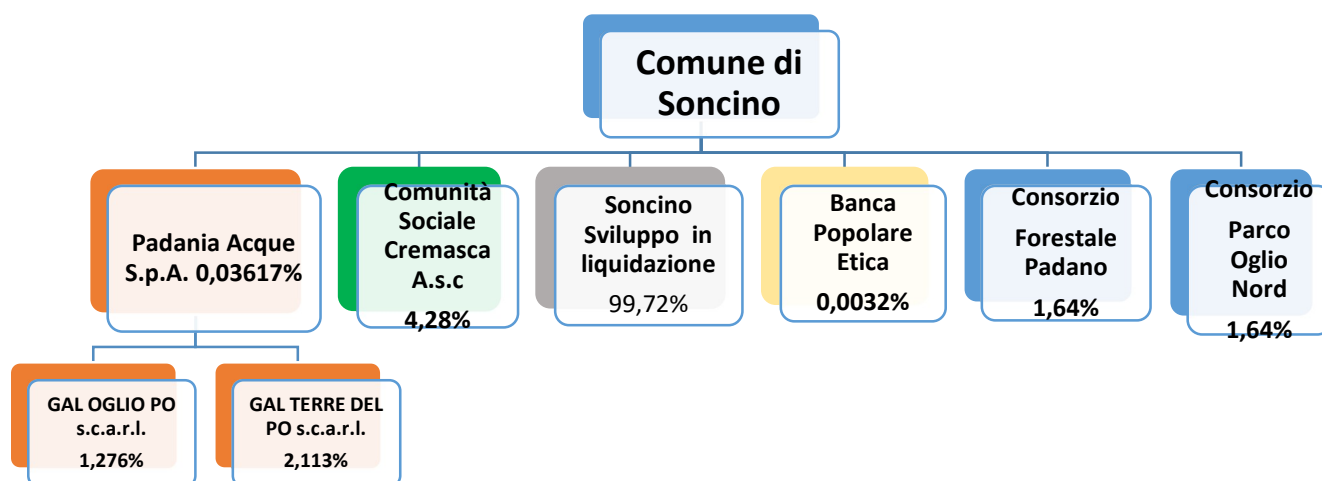 Comune di
Soncino
Padania Acque
S.p.A. 0,03617%
Comunità
Sociale
Cremasca
A.s.c
4,28%
Soncino
Sviluppo in
liquidazione
99,72%
Banca
Popolare
Etica
0,0032%
Consorzio
Forestale
Padano
1,64%
Consorzio
Parco
Oglio
Nord
1,64%
GAL OGLIO PO
s.c.a.r.l.
1,276%
GAL TERRE DEL
PO s.c.a.r.l.
2,113%